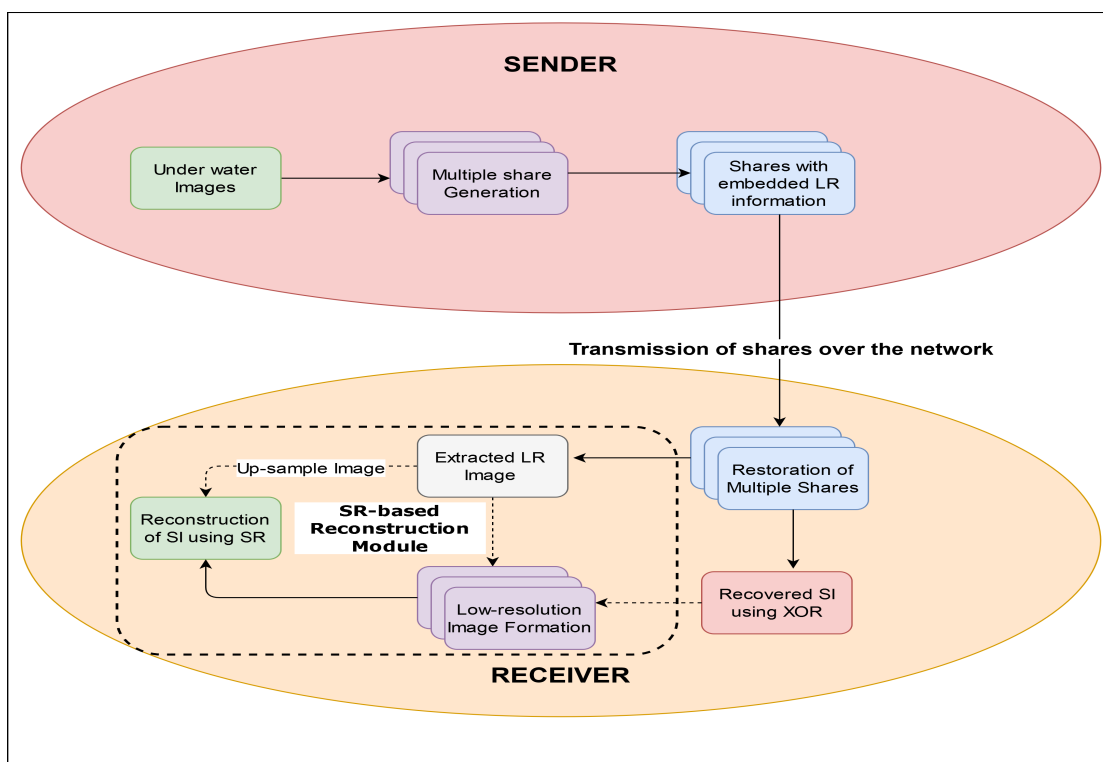 SENDER
Under water
Images
Multiple share
Generation
Shares with
embedded LR
information
Transmission of shares over the network
Extracted LR
Image
Up-sample Image
Restoration of
Multiple Shares
SR-based
Reconstruction
Module
Reconstruction
of SI using SR
Low-resolution
Image Formation
Recovered SI
using XOR
RECEIVER